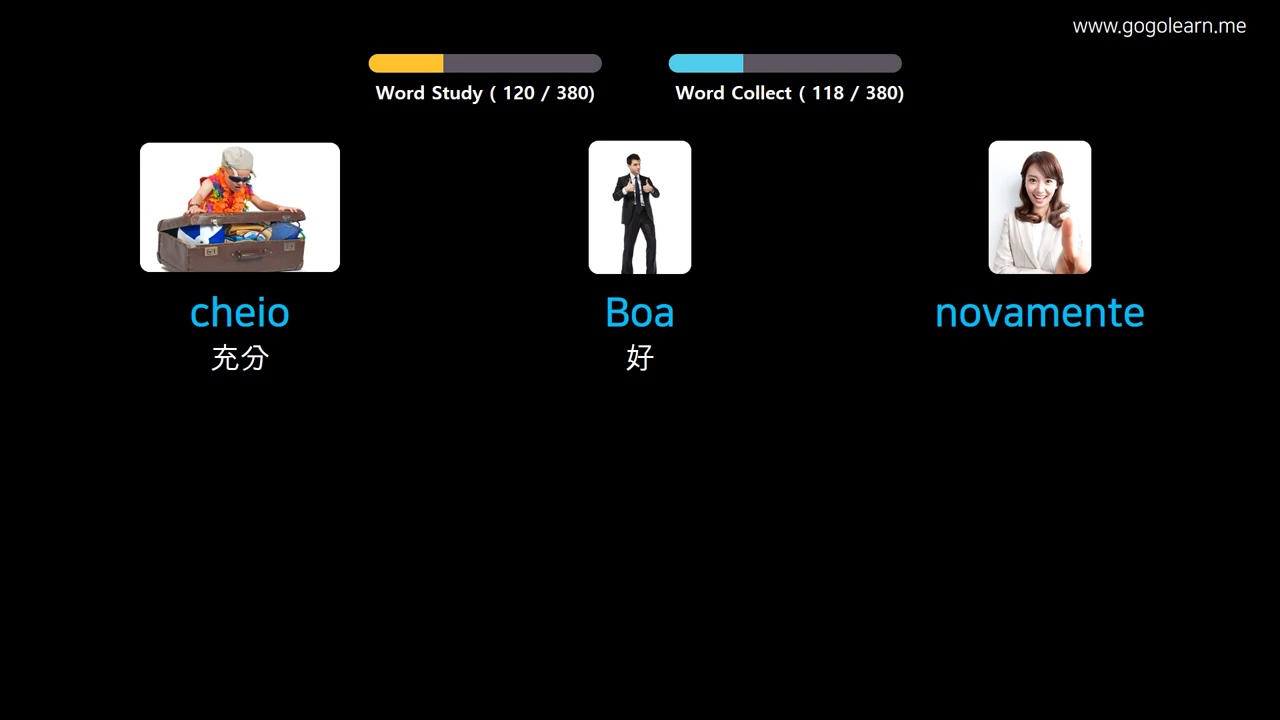 www.gogolearn.me
Word Study ( 120 / 380)
Word Collect ( 118 / 380)
cheio
Boa
novamente
充分
好